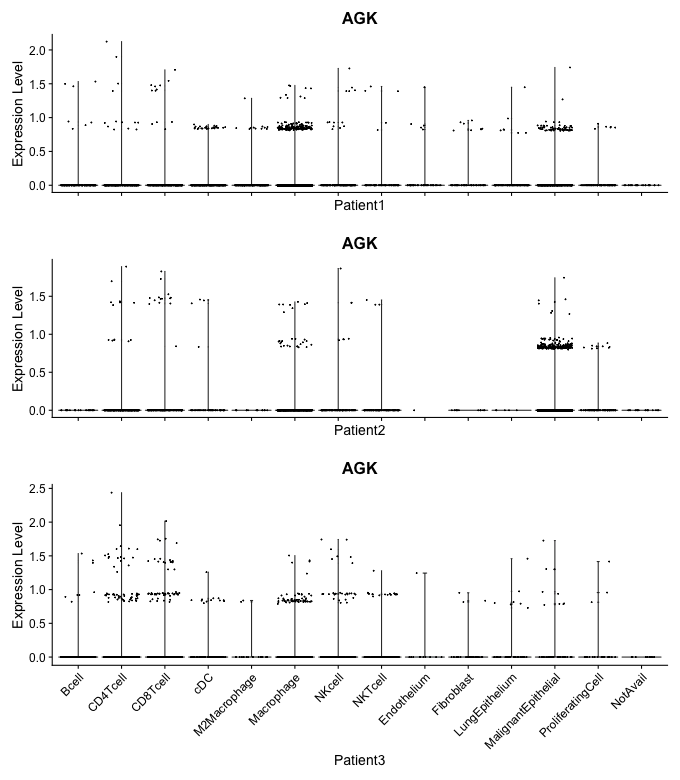 AGK
Expression Level
2.0
1.5
1.0
0.5
0.0
Patient1
AGK
Expression Level
1.5
1.0
0.5
0.0
Patient2
AGK
Expression Level
2.5
2.0
1.5
1.0
0.5
0.0
Bcell
CD4Tcell
CD8Tcell
cDC
M2Macrophage
Macrophage
NKcell
NKTcell
Endothelium
Fibroblast
LungEpithelium
MalignantEpithelial
ProliferatingCell
NotAvail
Patient3